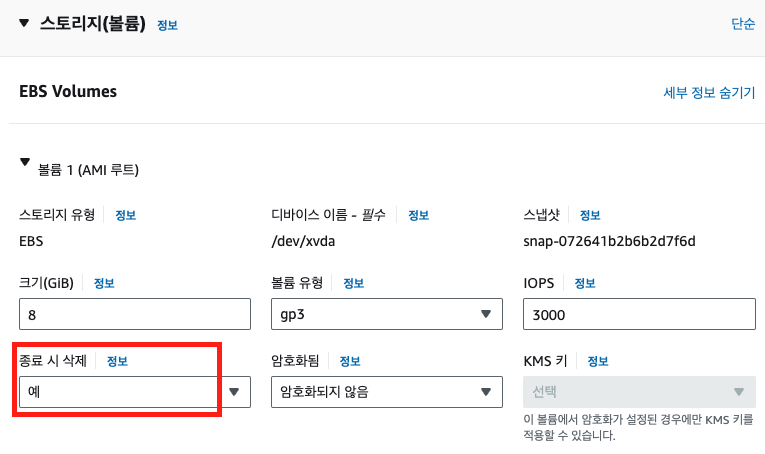 스토리지(볼륨) 정보 단순
EBS Volumes 세부 정보 숨기기
볼륨 1 (AMI 루트)
스토리지 유형 정보 디바이스 이름 - 필수 정보 스냅샷 정보
EBS /dev/xvda snap-072641b2b6b2d7f6d
크기(GiB) 정보 볼륨 유형 정보 IOPS 정보
8 gp3 3000
종료 시 삭제 정보 암호화됨 정보 KMS 키 정보
예 암호화되지 않음 선택
이 볼륨에서 암호화가 설정된 경우에만 KMS 키를
적용할 수 있습니다.